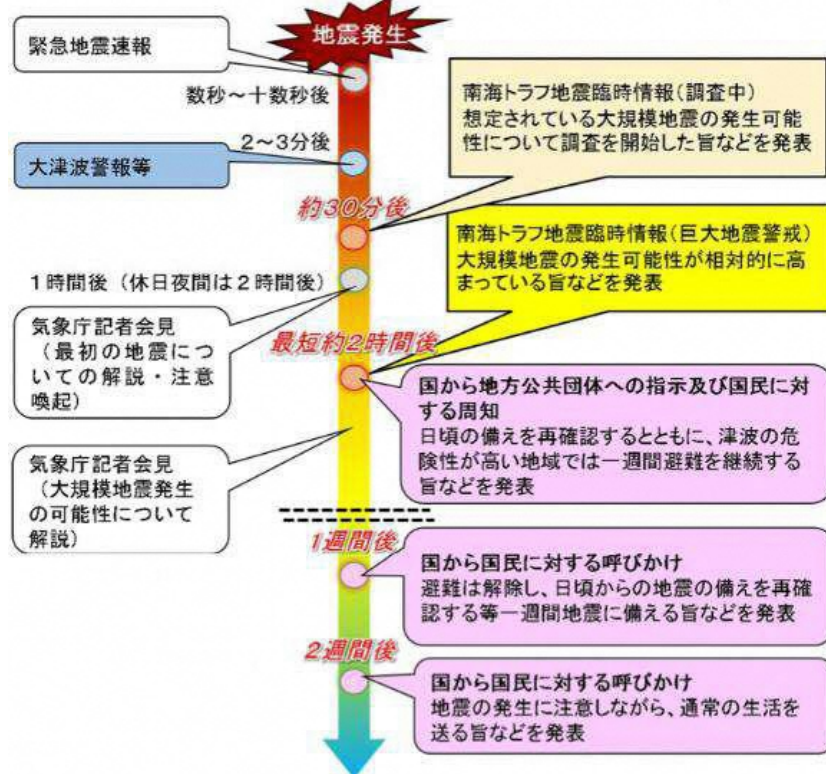 地震発生
緊急地震速報
数秒～十数秒後
2～3分後
大津波警報等
南海トラフ地震臨時情報(調査中)
想定されている大規模地震の発生可能
性について調査を開始した旨などを発表
約30分後
南海トラフ地震臨時情報(巨大地震警戒)
大規模地震の発生可能性が相対的に高
まっている旨などを発表
1時間後(休日夜間は2時間後)
気象庁記者会見
(最初の地震につ
いての解説・注意
喚起)
最短約2時間後
国から地方公共団体への指示及び国民に対
する周知
日頃の備えを再確認するとともに、津波の危
険性が高い地域では一週間避難を継続する
旨などを発表
気象庁記者会見
(大規模地震発生
の可能性について
解説)
1週間後
国から国民に対する呼びかけ
避難は解除し、日頃からの地震の備えを再確
認する等一週間地震に備える旨などを発表
2週間後
国から国民に対する呼びかけ
地震の発生に注意しながら、通常の生活を
送る旨などを発表